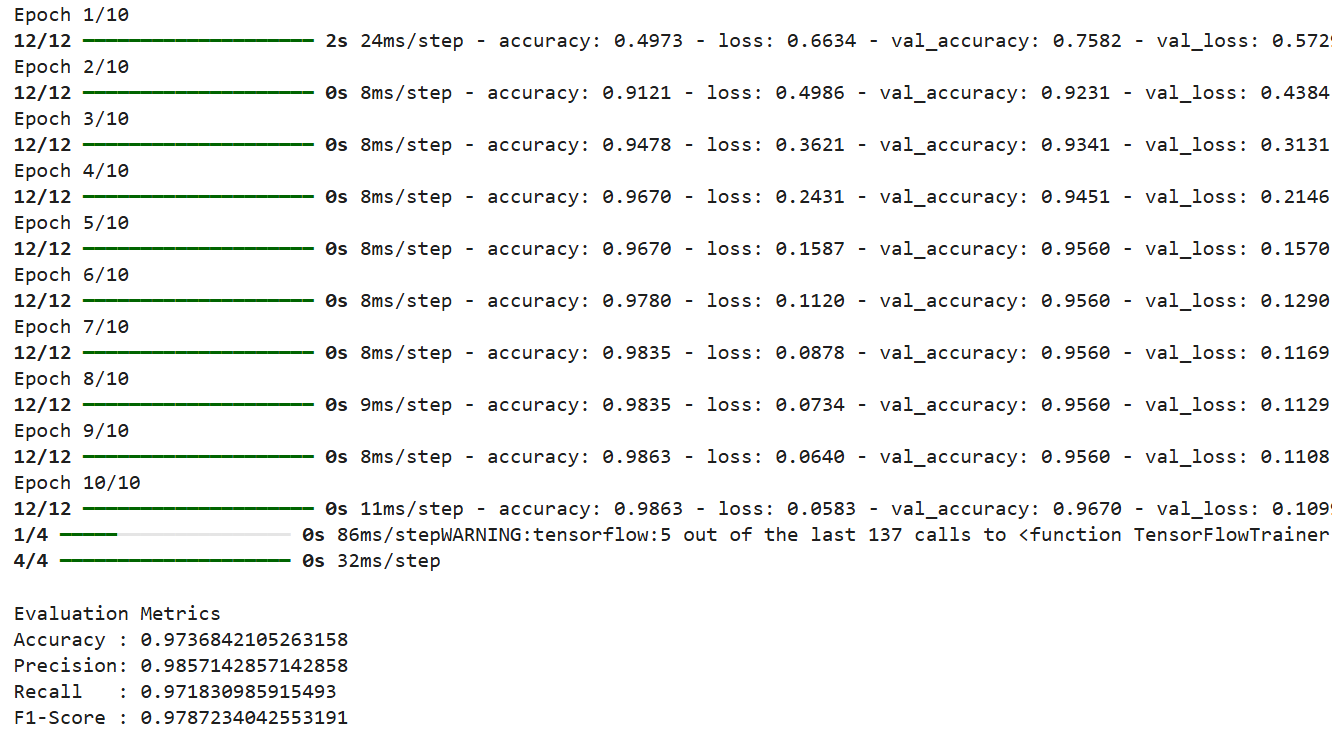 Epoch 1/10
12/12 ━━━━━━━━━━━━━━━━━━━━ 2s 24ms/step - accuracy: 0.4973 - loss: 0.6634 - val_accuracy: 0.7582 - val_loss: 0.572
Epoch 2/10
12/12 ━━━━━━━━━━━━━━━━━━━━ 0s 8ms/step - accuracy: 0.9121 - loss: 0.4986 - val_accuracy: 0.9231 - val_loss: 0.4384
Epoch 3/10
12/12 ━━━━━━━━━━━━━━━━━━━━ 0s 8ms/step - accuracy: 0.9478 - loss: 0.3621 - val_accuracy: 0.9341 - val_loss: 0.3131
Epoch 4/10
12/12 ━━━━━━━━━━━━━━━━━━━━ 0s 8ms/step - accuracy: 0.9670 - loss: 0.2431 - val_accuracy: 0.9451 - val_loss: 0.2146
Epoch 5/10
12/12 ━━━━━━━━━━━━━━━━━━━━ 0s 8ms/step - accuracy: 0.9670 - loss: 0.1587 - val_accuracy: 0.9560 - val_loss: 0.1570
Epoch 6/10
12/12 ━━━━━━━━━━━━━━━━━━━━ 0s 8ms/step - accuracy: 0.9780 - loss: 0.1120 - val_accuracy: 0.9560 - val_loss: 0.1290
Epoch 7/10
12/12 ━━━━━━━━━━━━━━━━━━━━ 0s 8ms/step - accuracy: 0.9835 - loss: 0.0878 - val_accuracy: 0.9560 - val_loss: 0.1169
Epoch 8/10
12/12 ━━━━━━━━━━━━━━━━━━━━ 0s 9ms/step - accuracy: 0.9835 - loss: 0.0734 - val_accuracy: 0.9560 - val_loss: 0.1129
Epoch 9/10
12/12 ━━━━━━━━━━━━━━━━━━━━ 0s 8ms/step - accuracy: 0.9863 - loss: 0.0640 - val_accuracy: 0.9560 - val_loss: 0.1108
Epoch 10/10
12/12 ━━━━━━━━━━━━━━━━━━━━ 0s 11ms/step - accuracy: 0.9863 - loss: 0.0583 - val_accuracy: 0.9670 - val_loss: 0.109
1/4 ━━━━━━━━━━━━━━━━━━━━ 0s 86ms/stepWARNING:tensorflow:5 out of the last 137 calls to <function TensorFlowTrainer
4/4 ━━━━━━━━━━━━━━━━━━━━ 0s 32ms/step
Evaluation Metrics
Accuracy : 0.9736842105263158
Precision: 0.9857142857142858
Recall   : 0.971830985915493
F1-Score : 0.9787234042553191